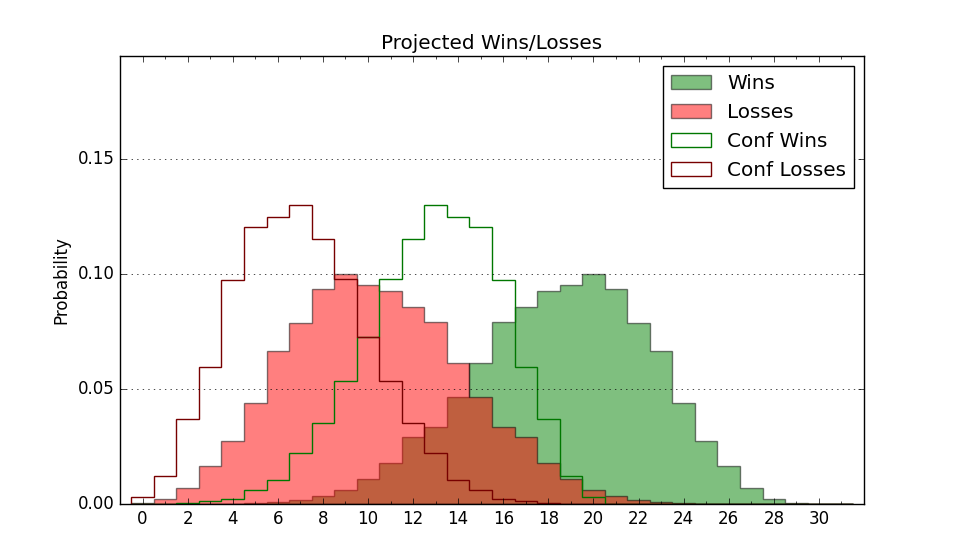 Projected Wins/Losses
Wins
Losses
Conf Wins
Conf Losses
Probability
0.15
0.10
0.05
0.00
0 2 4 6 8 10 12 14 16 18 20 22 24 26 28 30